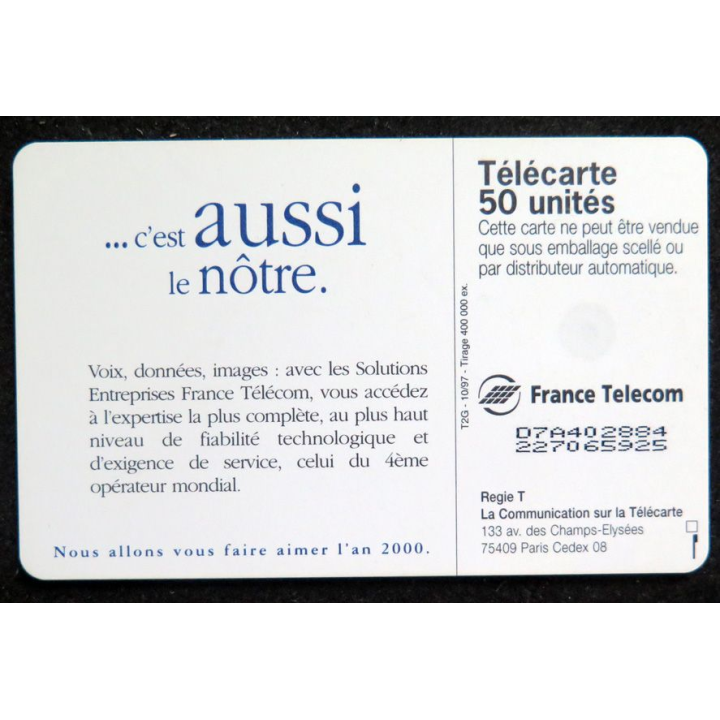 ... c'est aussi
le nôtre.
Voix, données, images : avec les Solutions
Entreprises France Télécom, vous accédez
à l'expertise la plus complète, au plus haut
niveau de fiabilité technologique et
d'exigence de service, celui du 4ème
opérateur mondial.
Nous allons vous faire aimer l'an 2000.
T2G - 10/97 - Tirage 400 000 ex.
Télécarte
50 unités
Cette carte ne peut être vendue
que sous emballage scellé ou
par distributeur automatique.
France Telecom
D7A402884
227065925
Regie T
La Communication sur la Télécarte
133 av. des Champs-Elysées
75409 Paris Cedex 08